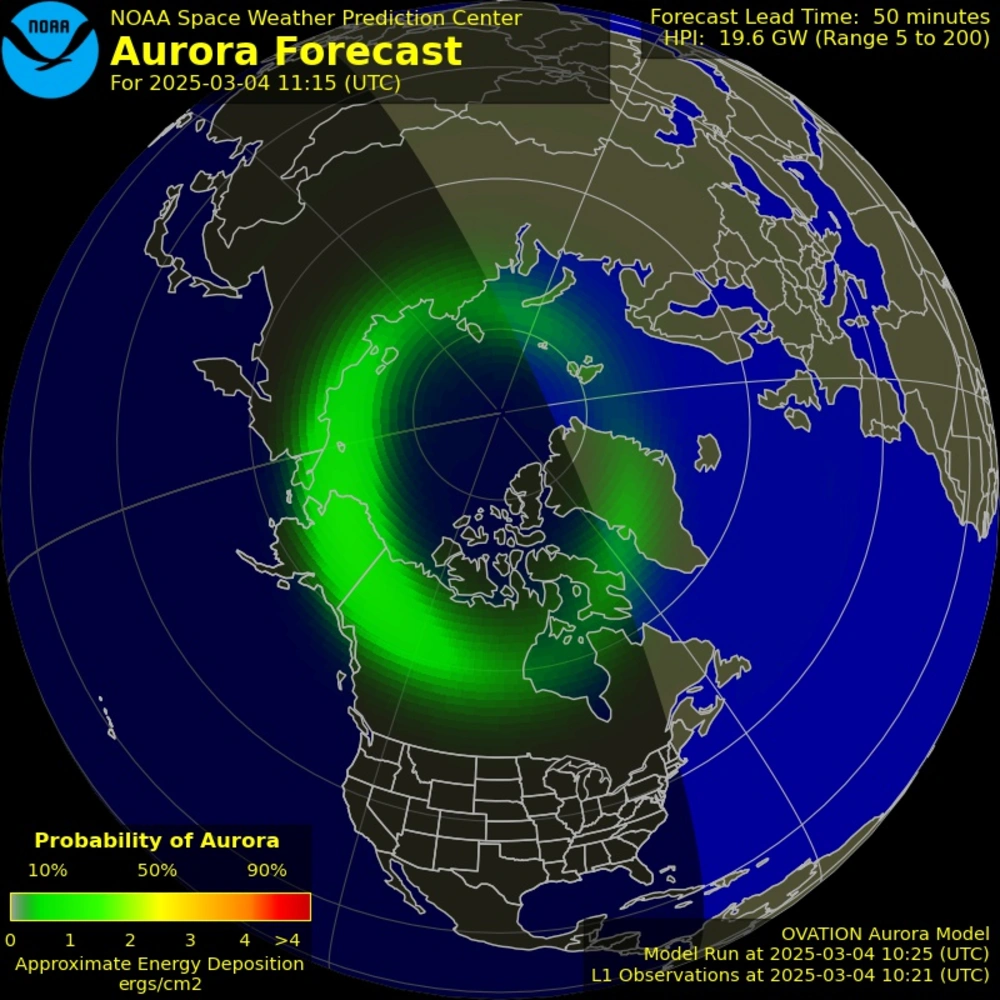 NOAA
NOAA Space Weather Prediction Center
Aurora Forecast
For 2025-03-04 11:15 (UTC)
Forecast Lead Time: 50 minutes
HPI: 19.6 GW (Range 5 to 200)
Probability of Aurora
10% 50% 90%
0 1 2 3 4 >4
Approximate Energy Deposition
ergs/cm2
OVATION Aurora Model
Model Run at 2025-03-04 10:25 (UTC)
L1 Observations at 2025-03-04 10:21 (UTC)